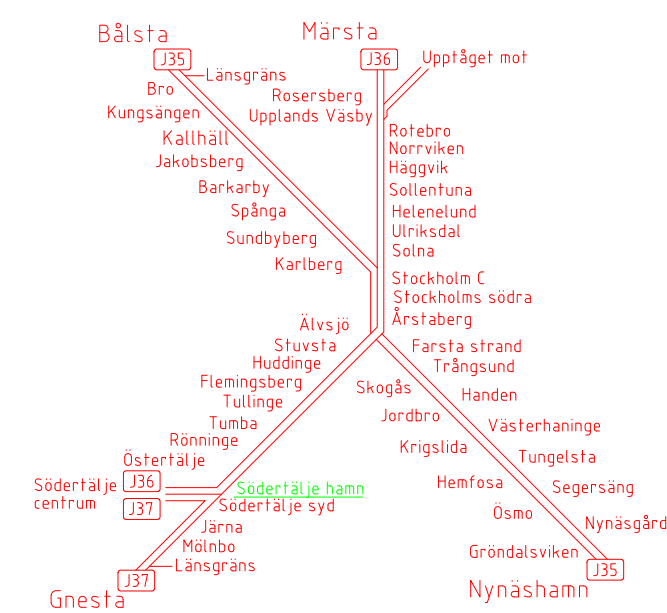 Bålsta
Märsta
J35
J36
Upptåget mot
Länsgräns
Bro
Rosersberg
Kungsängen
Upplands Väsby
Kallhäll
Rotebro
Norrviken
Jakobsberg
Häggvik
Barkarby
Sollentuna
Spånga
Helenelund
Ulriksdal
Sundbyberg
Solna
Karlberg
Stockholm C
Stockholms södra
Årstaberg
Älvsjö
Stuvsta
Farsta strand
Huddinge
Trångsund
Flemingsberg
Skogås
Handen
Tullinge
Jordbro
Tumba
Västerhaninge
Rönninge
Krigslida
Tungelsta
Östertälje
Södertälje
centrum
J36
J37
Södertälje hamn
Södertälje syd
Hemfosa
Segersäng
Ösmo
Nynäsgård
Järna
Mölnbo
Gröndalsviken
Länsgräns
J37
J35
Gnesta
Nynäshamn